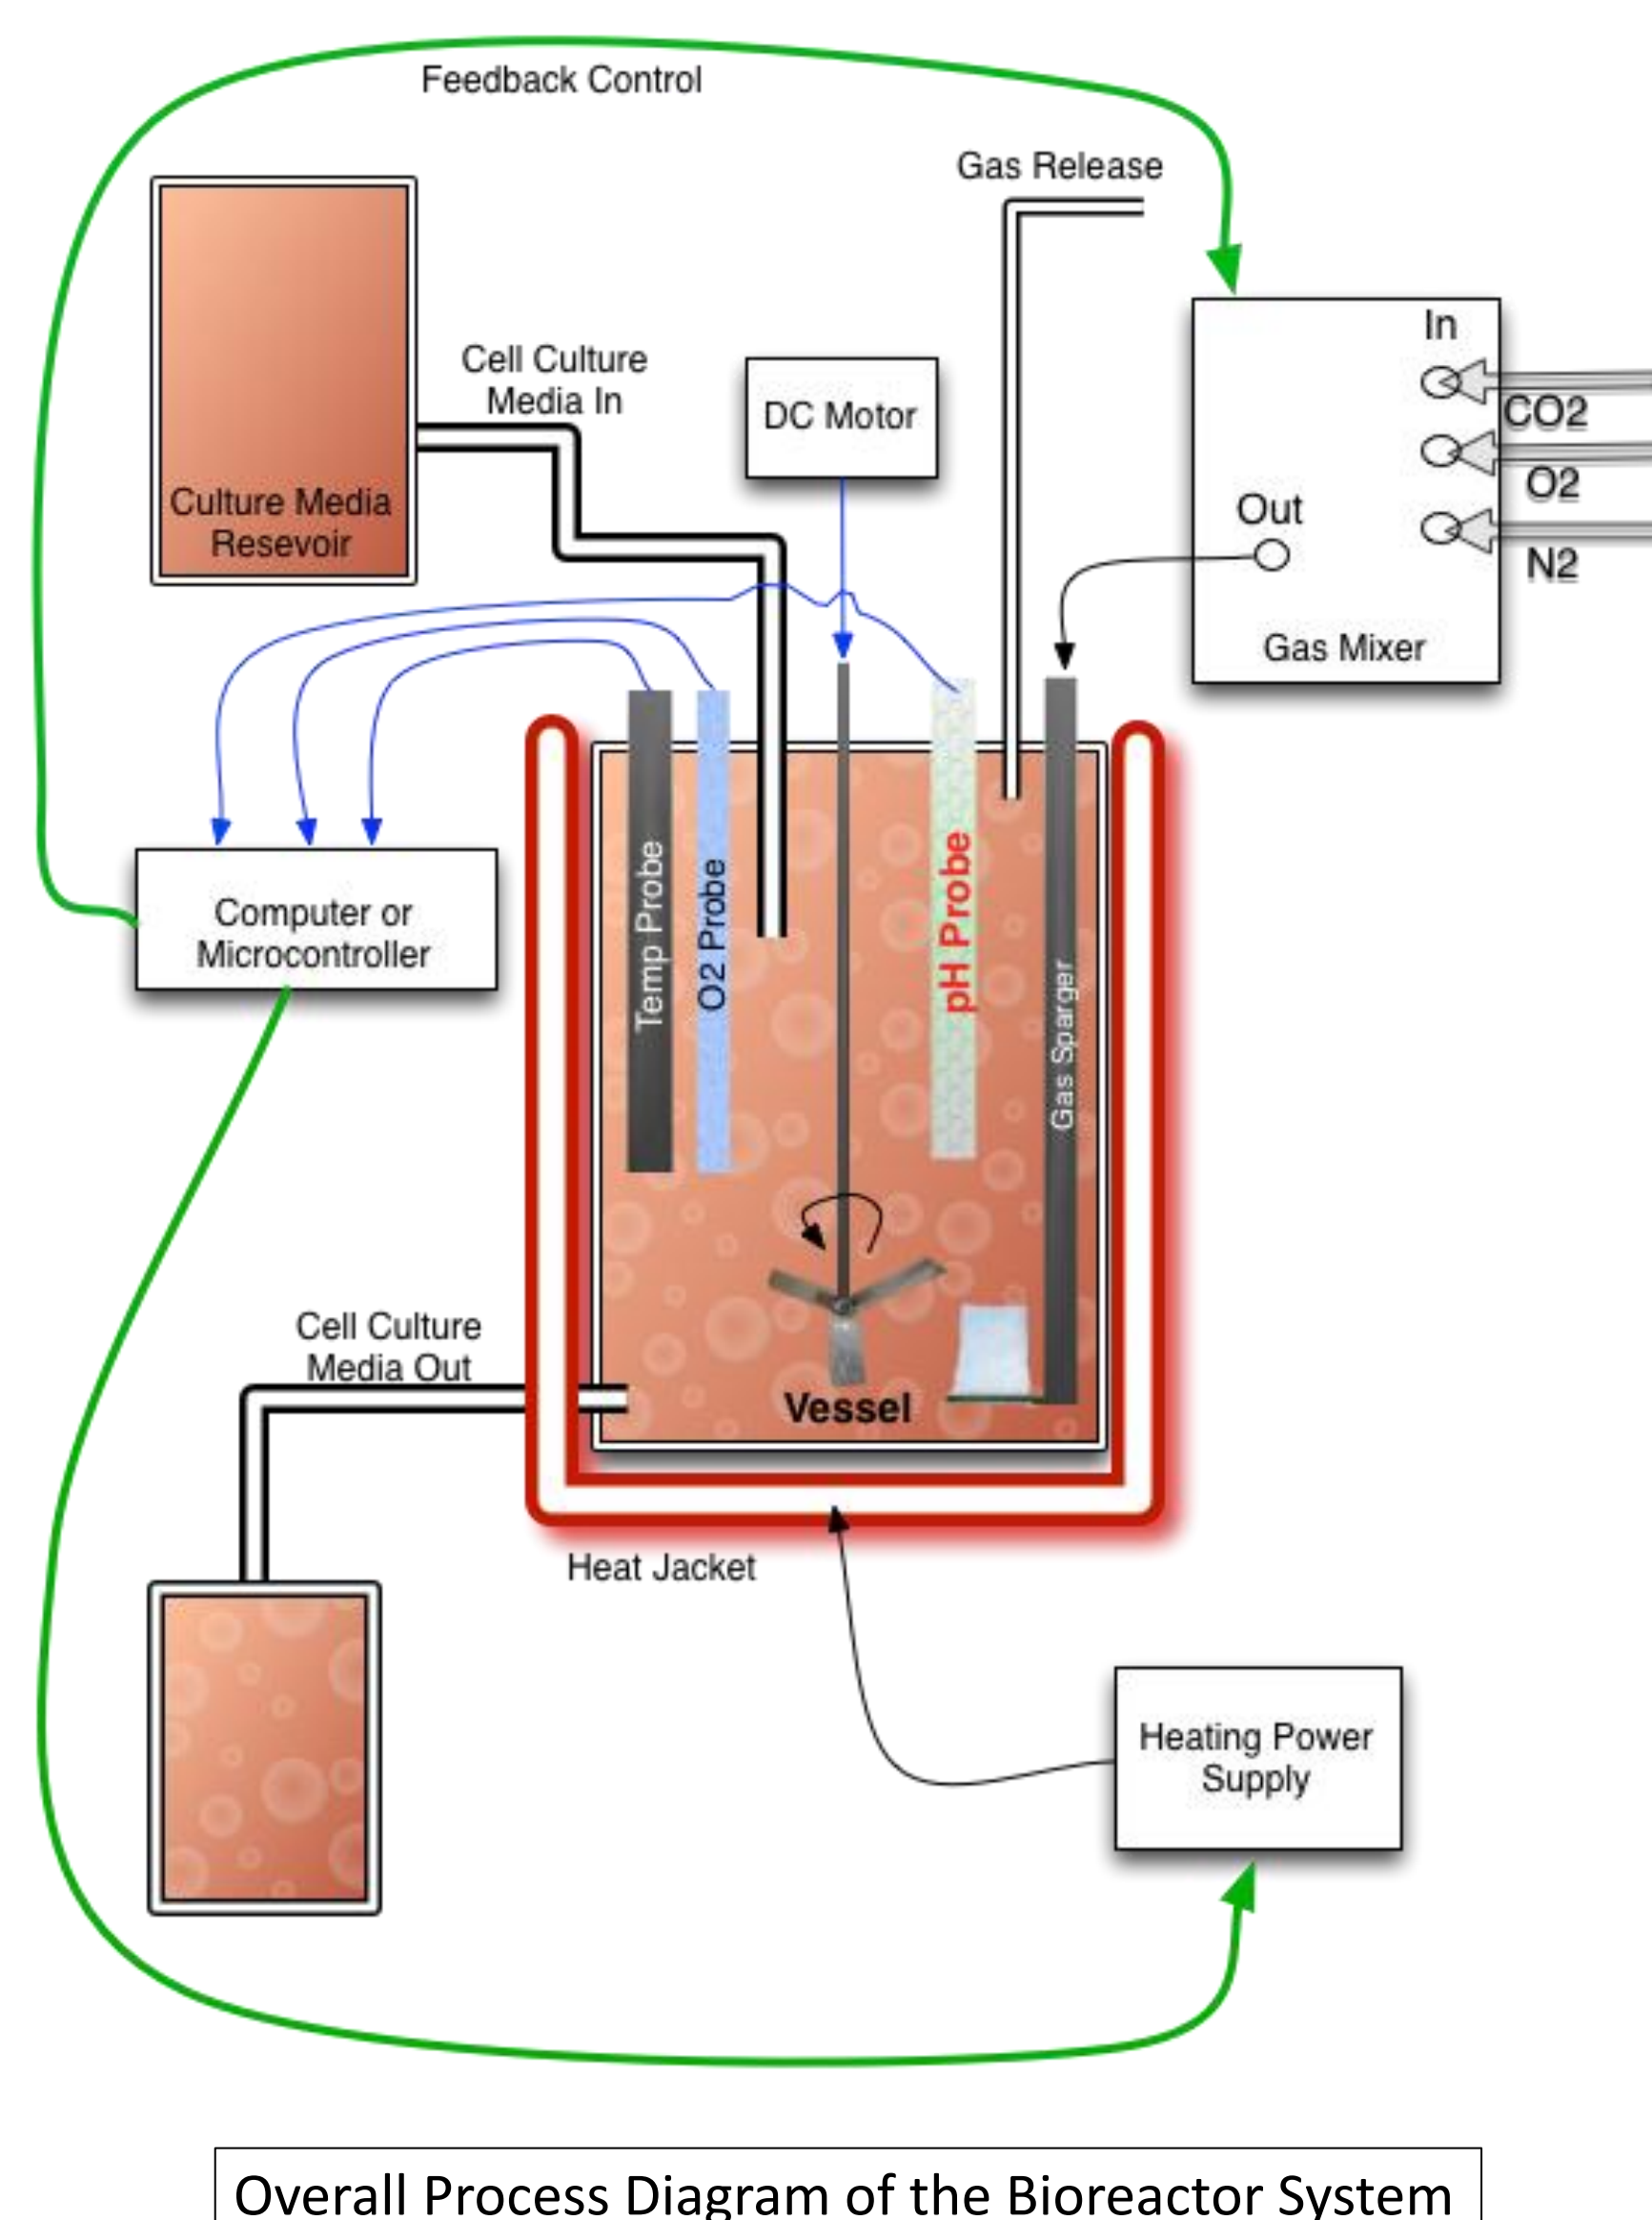 Feedback Control
Gas Release
In
Cell Culture
Media In
DC Motor
CO2
O2
Culture Media
Resevoir
Out
N2
Gas Mixer
Computer or
Microcontroller
Temp Probe
O2 Probe
pH Probe
Gas Sparger
Cell Culture
Media Out
Vessel
Heat Jacket
Heating Power
Supply
Overall Process Diagram of the Bioreactor System